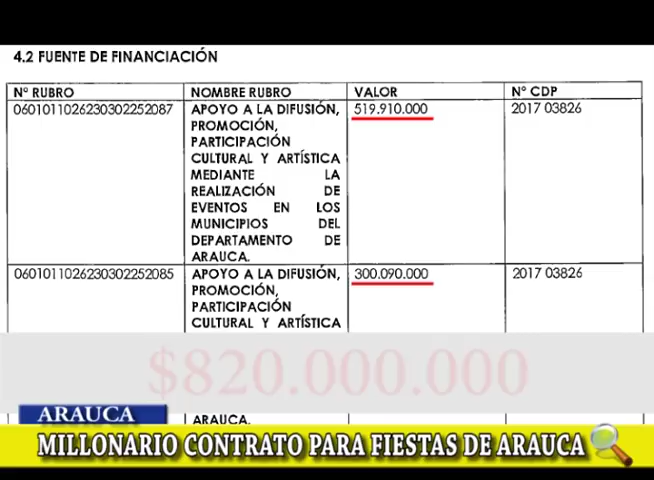 4.2 FUENTE DE FINANCIACIÓN
Nº RUBRO NOMBRE RUBRO VALOR Nº CDP
0601011026230302252087 APOYO A LA DIFUSIÓN, 519.910.000 2017 03826
PROMOCIÓN,
PARTICIPACIÓN
CULTURAL Y ARTÍSTICA
MEDIANTE LA
REALIZACIÓN DE
EVENTOS EN LOS
MUNICIPIOS DEL
DEPARTAMENTO DE
ARAUCA.
0601011026230302252085 APOYO A LA DIFUSIÓN, 300.090.000 2017 03826
PROMOCIÓN,
PARTICIPACIÓN
CULTURAL Y ARTÍSTICA
$820.000.000
ARAUCA.
ARAUCA
MILLONARIO CONTRATO PARA FIESTAS DE ARAUCA